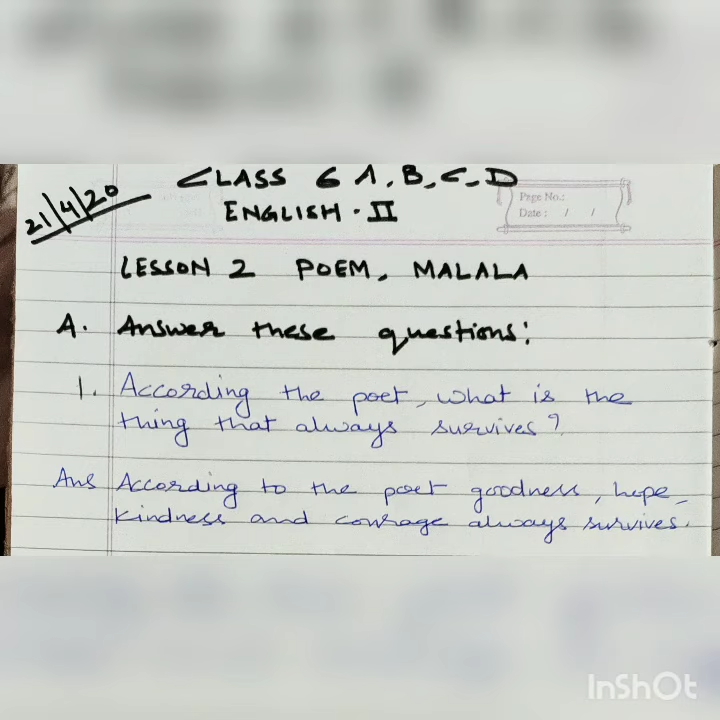 CLASS 6 A, B, C, D
21/4/20
ENGLISH. II
Page No.:
Date: / /
LESSON 2 POEM, MALALA
A. Answer these questions:
1. According the poet, what is the
thing that always survives?
Ans According to the poet goodness, hope,
kindness and courage always survives.
InShOt